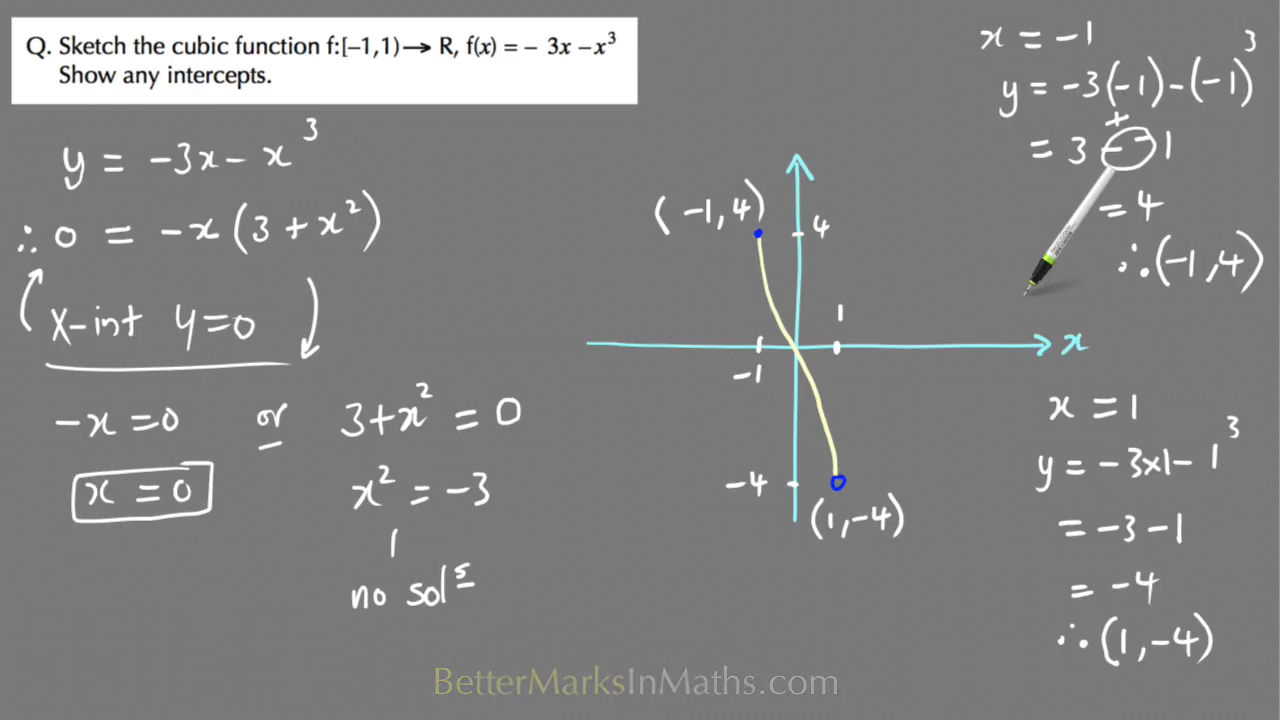 Q. Sketch the cubic function f:[–1,1) → R, f(x) = – 3x –x³
Show any intercepts.
y = -3x - x³
∴ 0 = -x (3 + x²)
x-int y=0
-x = 0 or 3+x² = 0
x = 0
x² = -3
no solˢ
(-1, 4)
4
1
-1
x
-4
(1, -4)
x = -1
y = -3(-1) - (-1)³
= 3 - - 1
+
= 4
∴ (-1, 4)
x = 1
y = -3×1 - 1³
= -3 - 1
= -4
∴ (1, -4)
BetterMarksInMaths.com